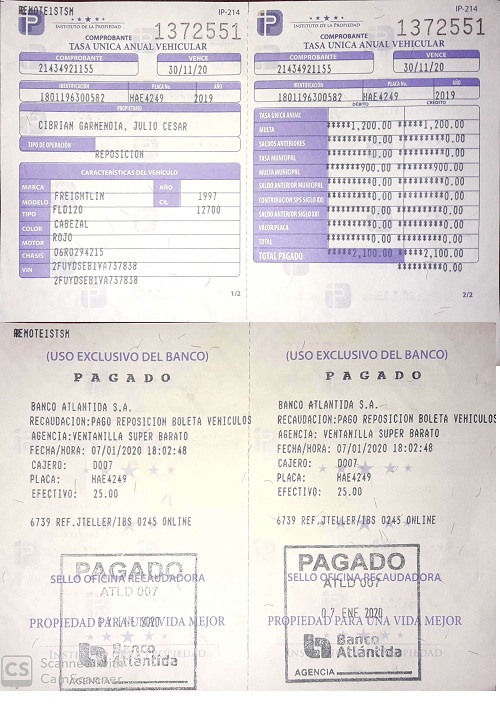 REMOTE1STSM
IP-214
IP
INSTITUTO DE LA PROPIEDAD
COMPROBANTE
1372551
TASA UNICA ANUAL VEHICULAR
COMPROBANTE
VENCE
21434921155
30/11/20
IDENTIFICACIÓN
PLACA No.
AÑO
1801196300582
HAE4249
2019
PROPIETARIO
CIBRIAN GARMENDIA, JULIO CESAR
TIPO DE OPERACIÓN
REPOSICION
CARACTERÍSTICAS DEL VEHÍCULO
MARCA
FREIGHTLIN
AÑO
1997
MODELO
FLD120
CIL
12700
TIPO
CABEZAL
COLOR
ROJO
MOTOR
06R0294215
CHASIS
2FUYDSEB1VA737838
VIN
2FUYDSEB1VA737838
1/2
IP-214
IP
INSTITUTO DE LA PROPIEDAD
COMPROBANTE
1372551
TASA UNICA ANUAL VEHICULAR
COMPROBANTE
VENCE
21434921155
30/11/20
IDENTIFICACIÓN
PLACA No.
AÑO
1801196300582
HAE4249
2019
DÉBITO
CRÉDITO
TASA UNICA ANUAL
*****1,200.00 *****1,200.00
MULTA
********0.00 ********0.00
SALDOS ANTERIORES
********0.00 ********0.00
TASA MUNICIPAL
******900.00 ******900.00
MULTA MUNICIPAL
********0.00 ********0.00
SALDO ANTERIOR MUNICIPAL
********0.00 ********0.00
CONTRIBUCION SPS SIGLO XXI
********0.00 ********0.00
SALDO ANTERIOR SIGLO XXI
********0.00 ********0.00
VALOR PLACA
********0.00 ********0.00
TOTAL
*****2,100.00 *****2,100.00
TOTAL PAGADO
********0.00
2/2
REMOTE1STSM
(USO EXCLUSIVO DEL BANCO)
PAGADO
BANCO ATLANTIDA S.A.
RECAUDACION:PAGO REPOSICION BOLETA VEHICULOS
AGENCIA: VENTANILLA SUPER BARATO
FECHA/HORA: 07/01/2020 18:02:48
CAJERO: D007
PLACA: HAE4249
EFECTIVO: 25.00
6739 REF.JTELLER/IBS 0245 ONLINE
PAGADO
SELLO OFICINA RECAUDADORA
ATLD 007
PROPIEDAD PARA UNA VIDA MEJOR
Banco
Atlántida
AGENCIA
CS
Scanned with
CamScanner
(USO EXCLUSIVO DEL BANCO)
PAGADO
BANCO ATLANTIDA S.A.
RECAUDACION:PAGO REPOSICION BOLETA VEHICULOS
AGENCIA: VENTANILLA SUPER BARATO
FECHA/HORA: 07/01/2020 18:02:48
CAJERO: D007
PLACA: HAE4249
EFECTIVO: 25.00
6739 REF.JTELLER/IBS 0245 ONLINE
PAGADO
SELLO OFICINA RECAUDADORA
ATLD 007
07 ENE 2020
PROPIEDAD PARA UNA VIDA MEJOR
Banco
Atlántida
AGENCIA